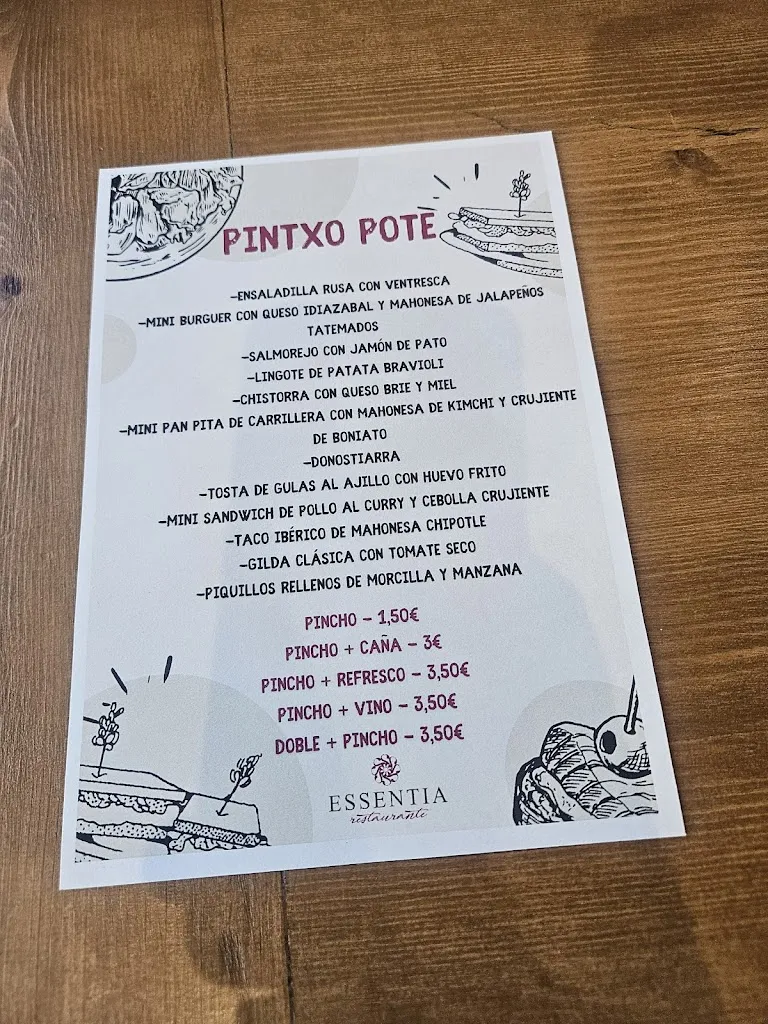 PINTXO POTE
-ENSALADILLA RUSA CON VENTRESCA
-MINI BURGUER CON QUESO IDIAZABAL Y MAHONESA DE JALAPEÑOS
TATEMADOS
-SALMOREJO CON JAMÓN DE PATO
-LINGOTE DE PATATA BRAVIOLI
-CHISTORRA CON QUESO BRIE Y MIEL
-MINI PAN PITA DE CARRILLERA CON MAHONESA DE KIMCHI Y CRUJIENTE
DE BONIATO
-DONOSTIARRA
-TOSTA DE GULAS AL AJILLO CON HUEVO FRITO
-MINI SANDWICH DE POLLO AL CURRY Y CEBOLLA CRUJIENTE
-TACO IBÉRICO DE MAHONESA CHIPOTLE
-GILDA CLÁSICA CON TOMATE SECO
-PIQUILLOS RELLENOS DE MORCILLA Y MANZANA
PINCHO - 1,50€
PINCHO + CAÑA - 3€
PINCHO + REFRESCO - 3,50€
PINCHO + VINO - 3,50€
DOBLE + PINCHO - 3,50€
ESSENTIA
restaurante